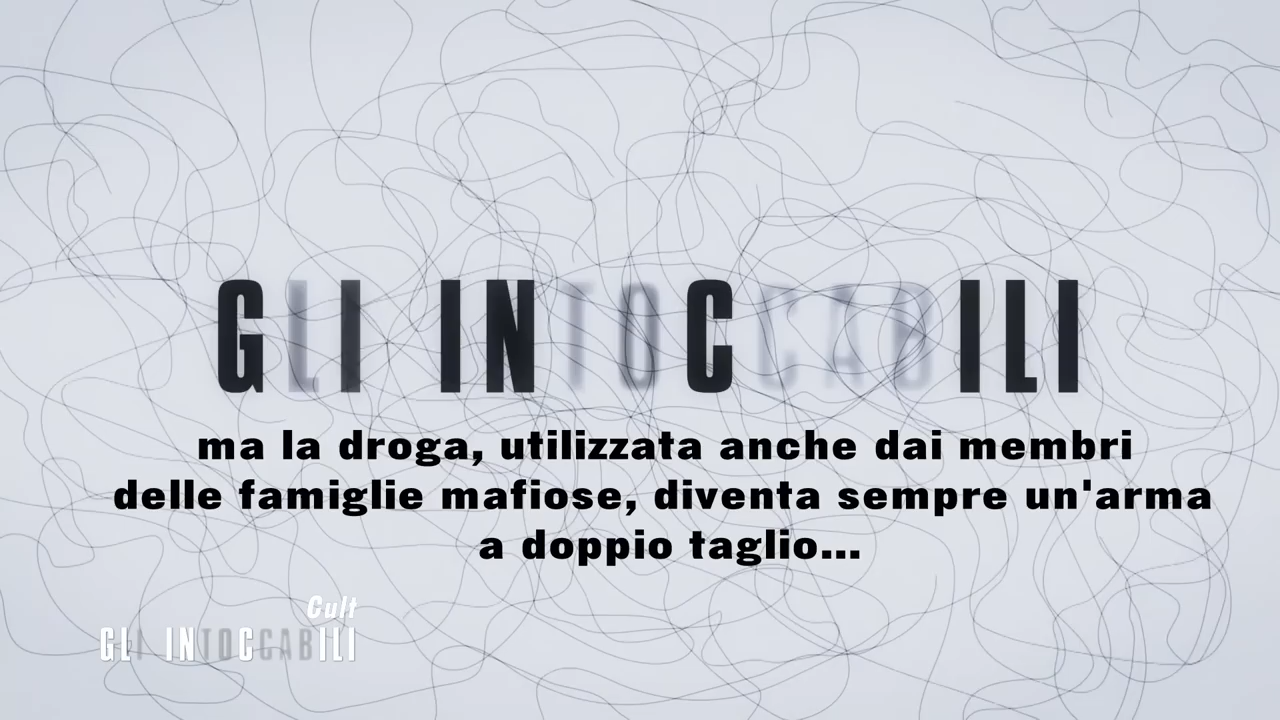 GLI INTOCCABILI
ma la droga, utilizzata anche dai membri
delle famiglie mafiose, diventa sempre un'arma
a doppio taglio...
Cult
GLI INTOCCABILI